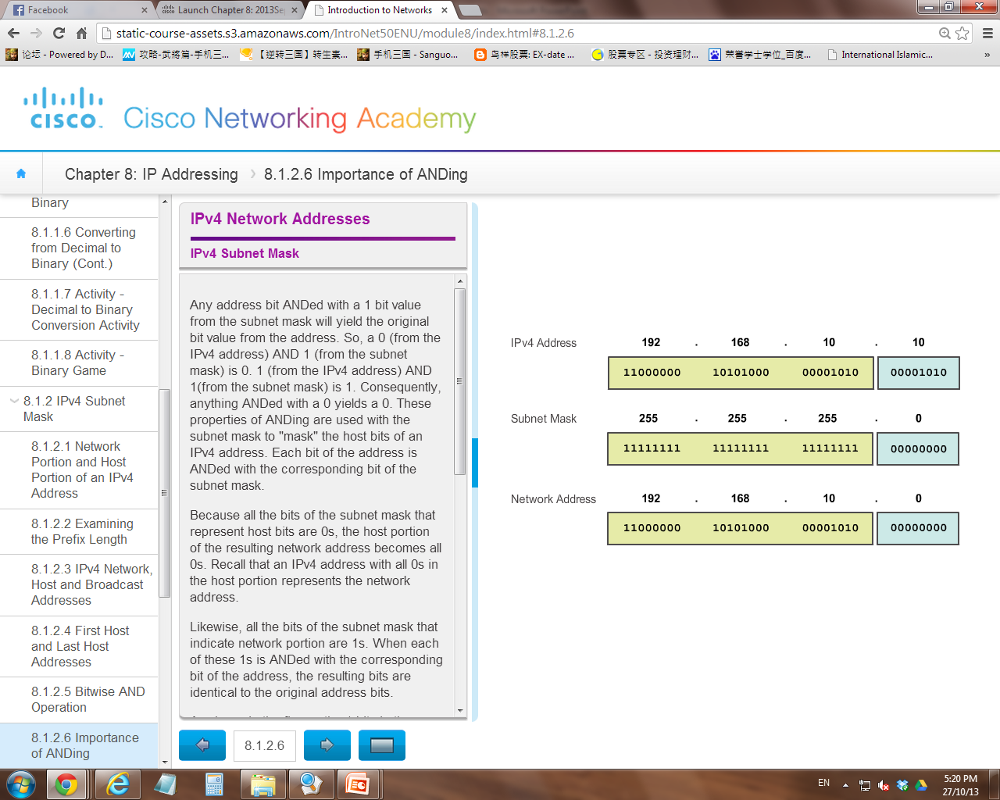 Facebook
Launch Chapter 8: 2013Se
Introduction to Networks
static-course-assets.s3.amazonaws.com/IntroNet50ENU/module8/index.html#8.1.2.6
论坛 - Powered by D...
攻略-武将篇-手机三...
【逆转三国】转生素...
手机三国 - Sanguo...
鸟样股票: EX-date ...
股票专区 - 投资理财...
荣誉学士学位_百度...
International Islamic...
»
CISCO
Cisco Networking Academy
Chapter 8: IP Addressing
8.1.2.6 Importance of ANDing
Binary
8.1.1.6 Converting
from Decimal to
Binary (Cont.)
8.1.1.7 Activity -
Decimal to Binary
Conversion Activity
8.1.1.8 Activity -
Binary Game
8.1.2 IPv4 Subnet
Mask
8.1.2.1 Network
Portion and Host
Portion of an IPv4
Address
8.1.2.2 Examining
the Prefix Length
8.1.2.3 IPv4 Network,
Host and Broadcast
Addresses
8.1.2.4 First Host
and Last Host
Addresses
8.1.2.5 Bitwise AND
Operation
8.1.2.6 Importance
of ANDing
IPv4 Network Addresses
IPv4 Subnet Mask
Any address bit ANDed with a 1 bit value
from the subnet mask will yield the original
bit value from the address. So, a 0 (from the
IPv4 address) AND 1 (from the subnet
mask) is 0. 1 (from the IPv4 address) AND
1(from the subnet mask) is 1. Consequently,
anything ANDed with a 0 yields a 0. These
properties of ANDing are used with the
subnet mask to "mask" the host bits of an
IPv4 address. Each bit of the address is
ANDed with the corresponding bit of the
subnet mask.
Because all the bits of the subnet mask that
represent host bits are 0s, the host portion
of the resulting network address becomes all
0s. Recall that an IPv4 address with all 0s in
the host portion represents the network
address.
Likewise, all the bits of the subnet mask that
indicate network portion are 1s. When each
of these 1s is ANDed with the corresponding
bit of the address, the resulting bits are
identical to the original address bits.
8.1.2.6
IPv4 Address 192 . 168 . 10 . 10
11000000 10101000 00001010 00001010
Subnet Mask 255 . 255 . 255 . 0
11111111 11111111 11111111 00000000
Network Address 192 . 168 . 10 . 0
11000000 10101000 00001010 00000000
EN
5:20 PM
27/10/13